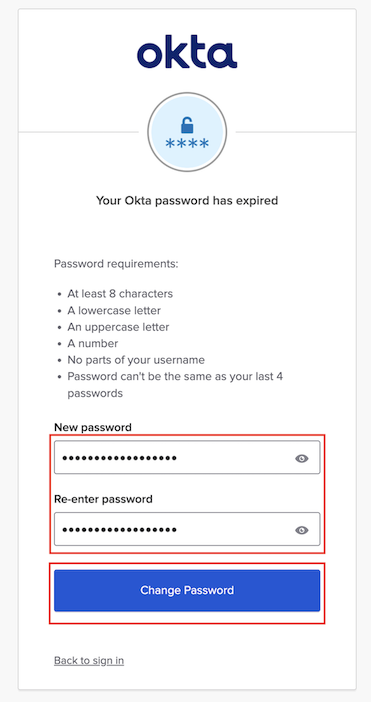 okta
****
Your Okta password has expired
Password requirements:
• At least 8 characters
• A lowercase letter
• An uppercase letter
• A number
• No parts of your username
• Password can't be the same as your last 4
passwords
New password
••••••••••••••••••
Re-enter password
••••••••••••••••••
Change Password
Back to sign in